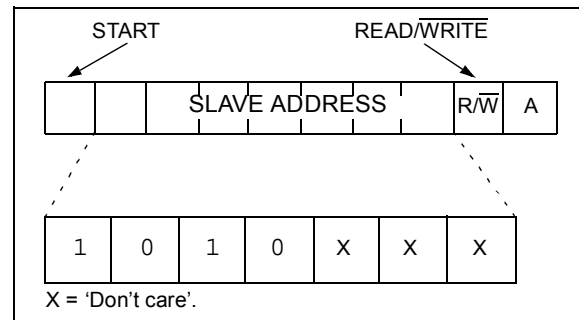 START READ/WRITE
SLAVE ADDRESS R/W A
1 0 1 0 X X X
X = ‘Don’t care’.